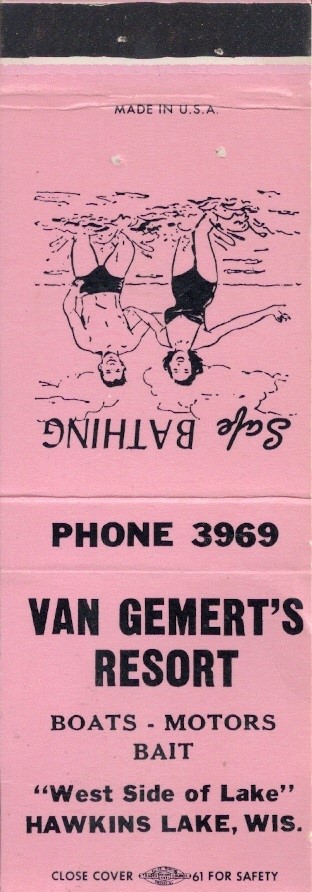 MADE IN U.S.A.
Safe BATHING
PHONE 3969
VAN GEMERT'S
RESORT
BOATS - MOTORS
BAIT
"West Side of Lake"
HAWKINS LAKE, WIS.
CLOSE COVER 61 FOR SAFETY